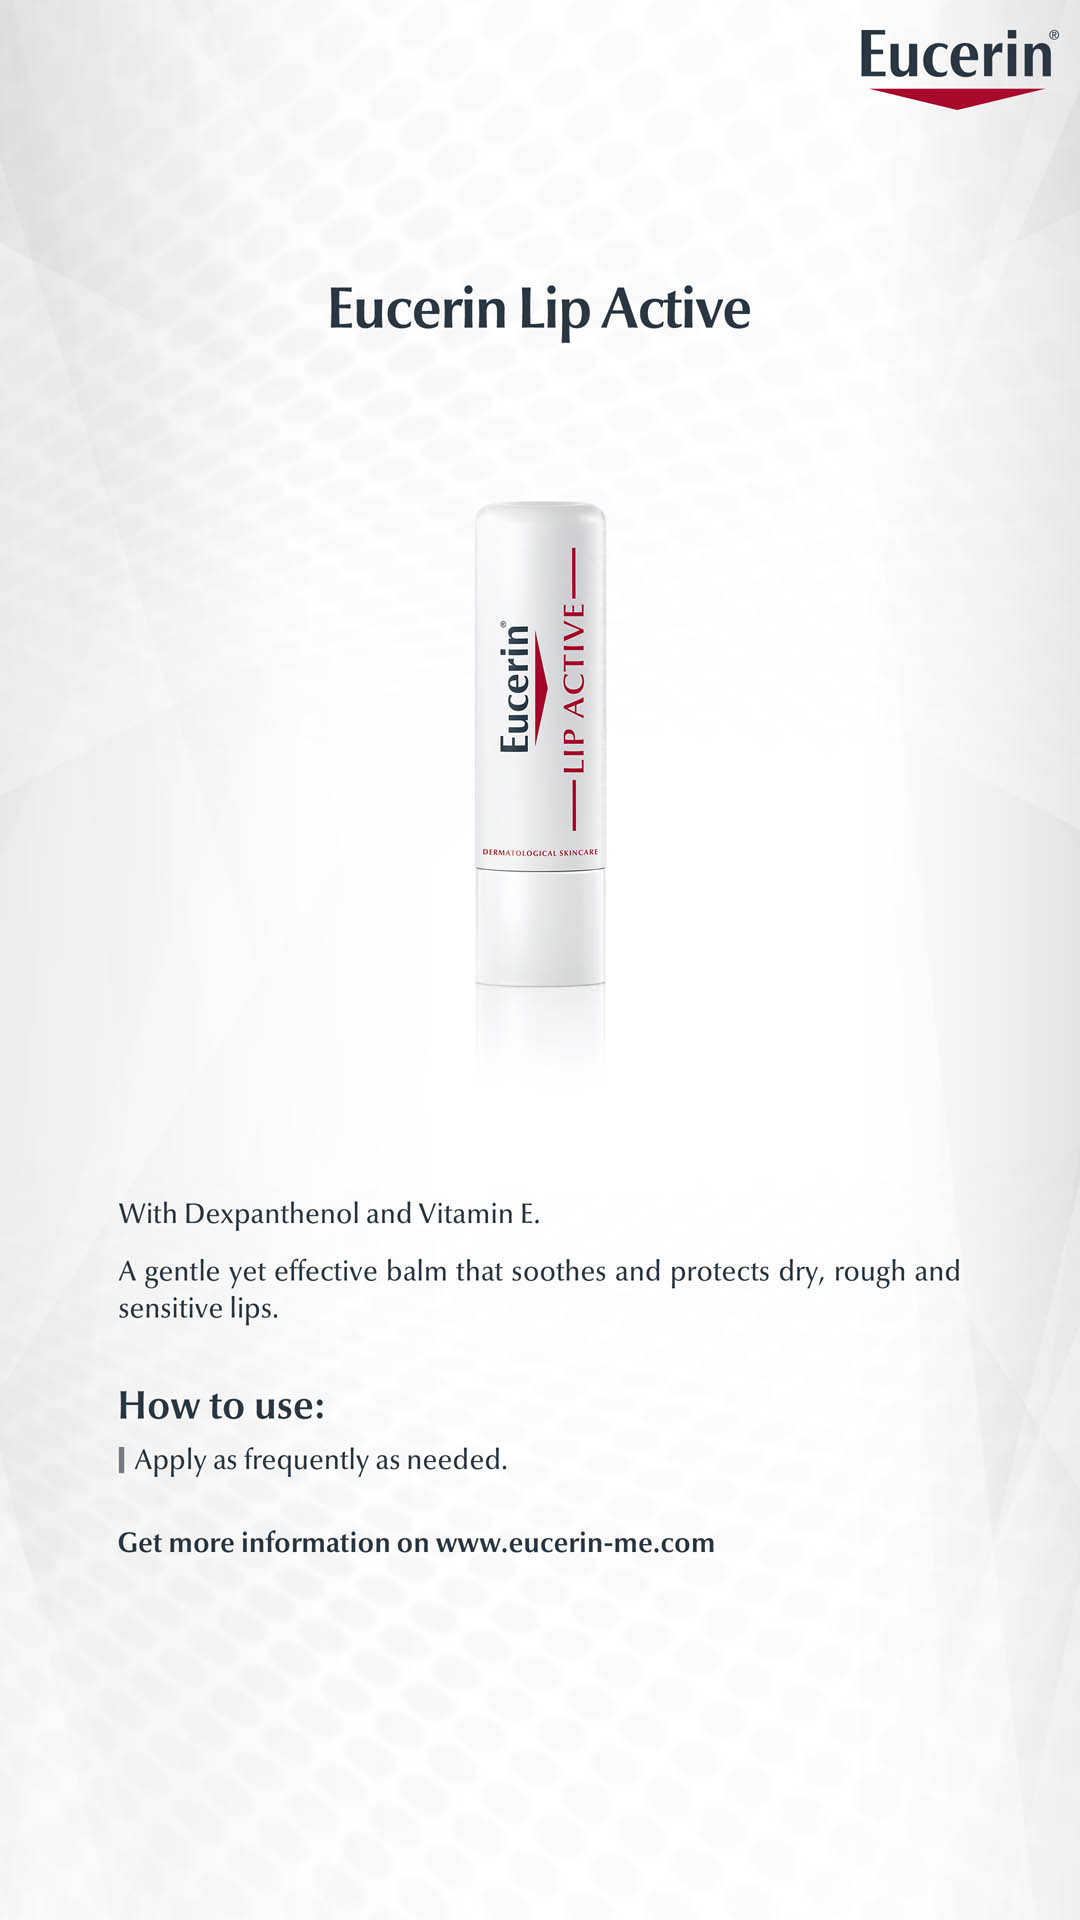 Eucerin®
Eucerin Lip Active
Eucerin®
LIP ACTIVE
DERMATOLOGICAL SKINCARE
With Dexpanthenol and Vitamin E.
A gentle yet effective balm that soothes and protects dry, rough and
sensitive lips.
How to use:
Apply as frequently as needed.
Get more information on www.eucerin-me.com